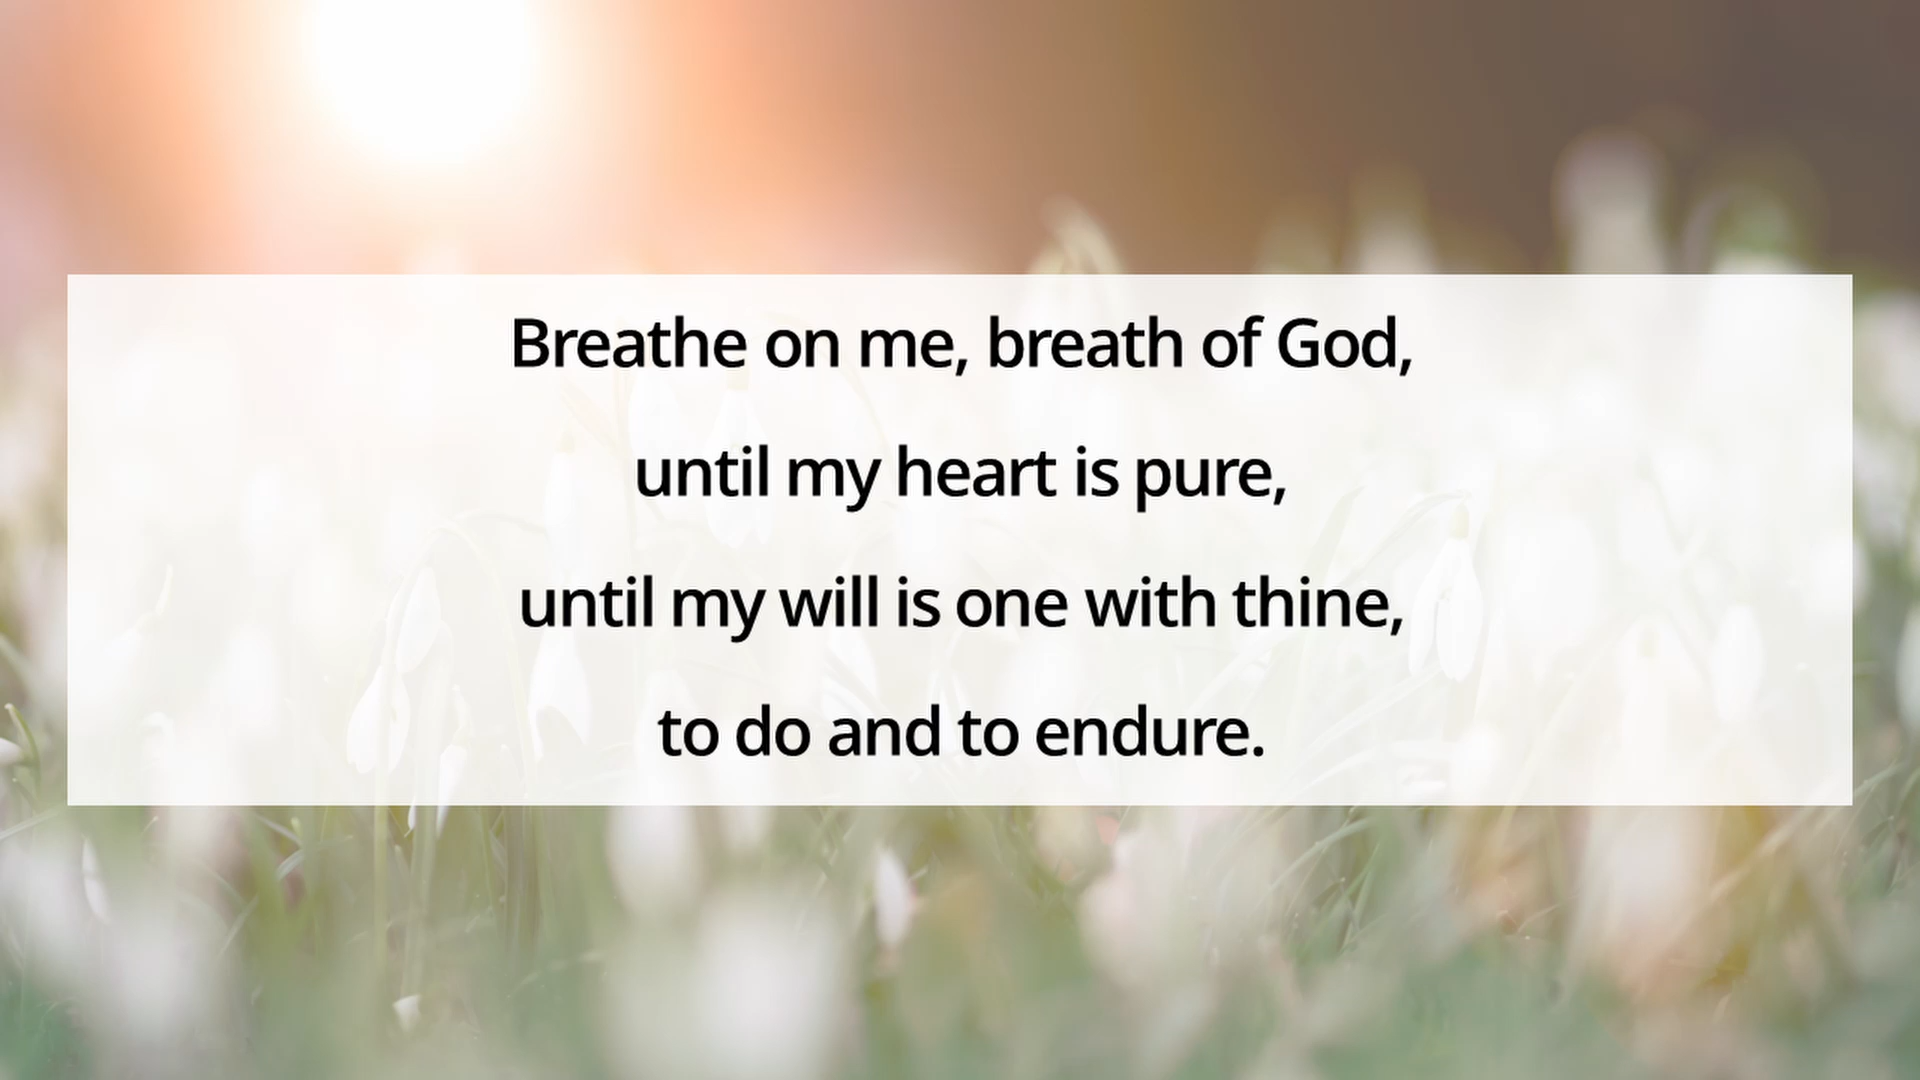 Breathe on me, breath of God,
until my heart is pure,
until my will is one with thine,
to do and to endure.